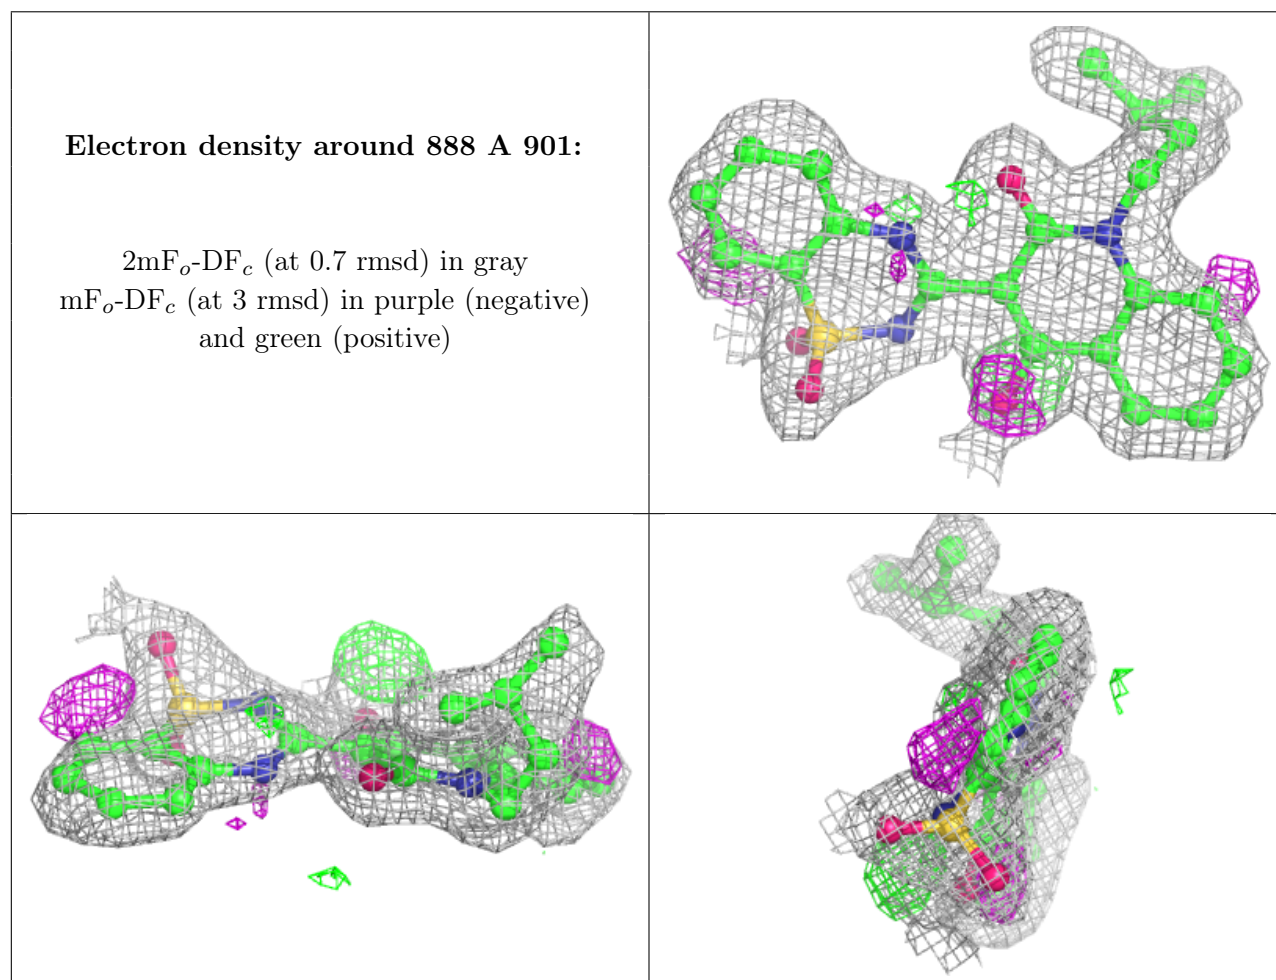 Electron density around 888 A 901:
2mFo-DFc (at 0.7 rmsd) in gray
mFo-DFc (at 3 rmsd) in purple (negative)
and green (positive)